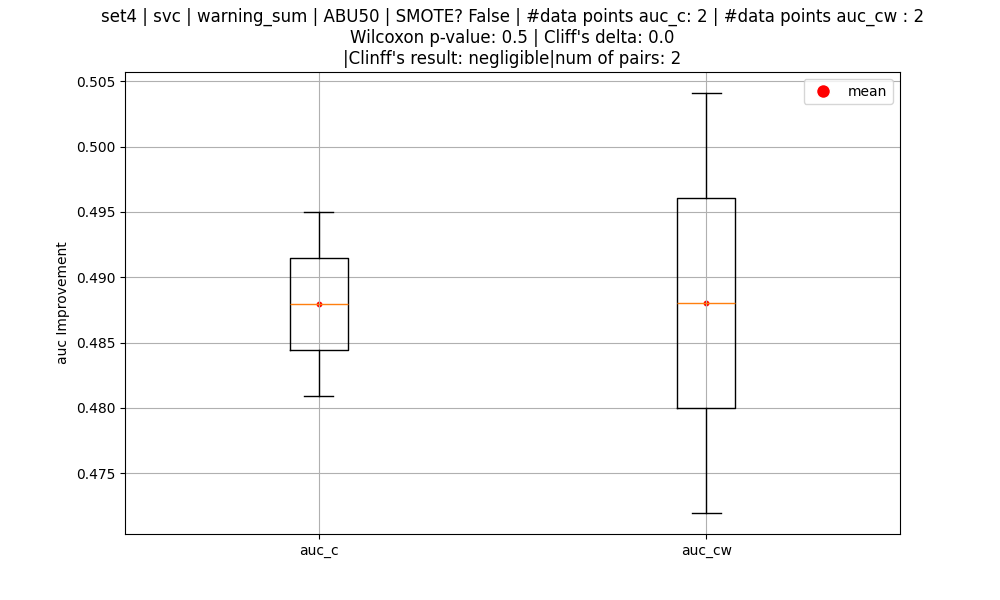 set4 | svc | warning_sum | ABU50 | SMOTE? False | #data points auc_c: 2 | #data points auc_cw : 2
Wilcoxon p-value: 0.5 | Cliff's delta: 0.0
|Clinff's result: negligible|num of pairs: 2
mean
auc Improvement
0.505
0.500
0.495
0.490
0.485
0.480
0.475
auc_c
auc_cw